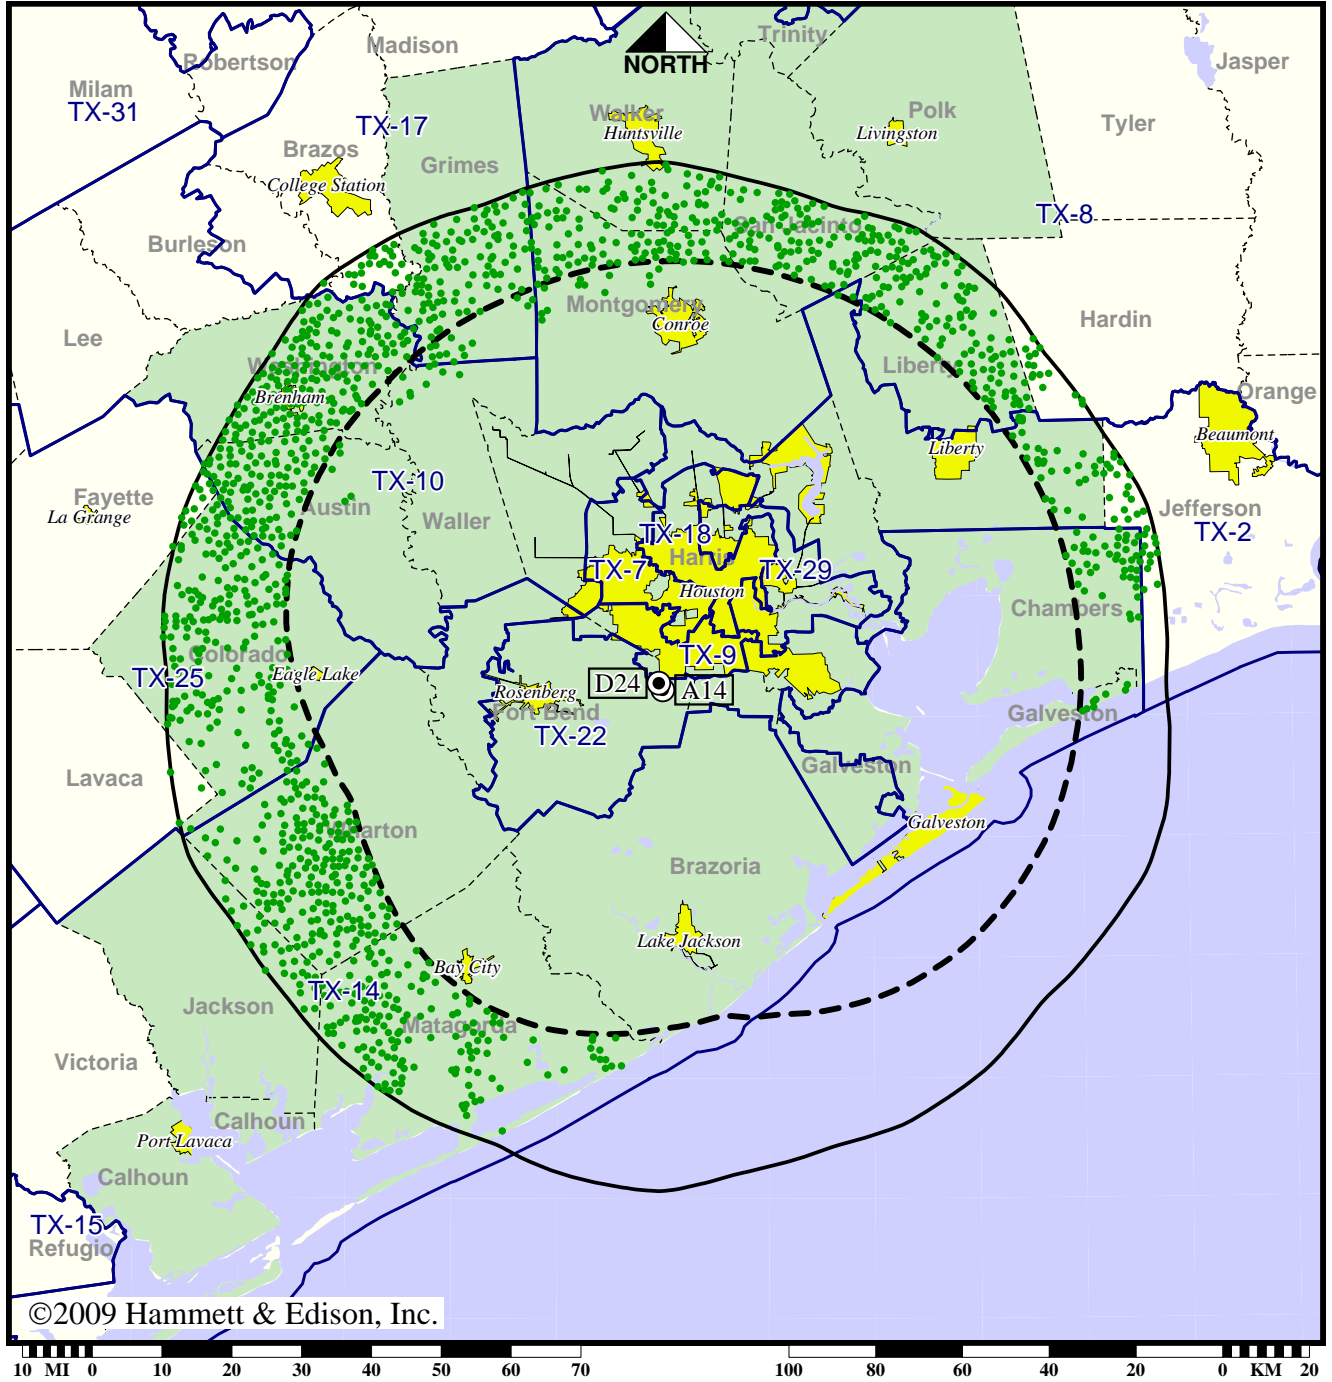 Madison
Trinity
Robertson
Jasper
NORTH
Milam
TX-31
Walker
Polk
Huntsville
Livingston
TX-17
Tyler
Brazos
Grimes
College Station
TX-8
San Jacinto
Burleson
Montgomery
Conroe
Hardin
Lee
Washington
Liberty
Brenham
Orange
Beaumont
Liberty
TX-10
Fayette
La Grange
Austin
Waller
Jefferson
TX-2
TX-18
Harris
TX-7
TX-29
Houston
Chambers
Colorado
TX-9
TX-25
Eagle Lake
D24
A14
Rosenberg
Fort Bend
TX-22
Galveston
Galveston
Lavaca
Wharton
Galveston
Brazoria
Lake Jackson
Bay City
TX-14
Jackson
Matagorda
Victoria
Calhoun
Port Lavaca
Calhoun
TX-15
Refugio
©2009 Hammett & Edison, Inc.
10 MI 0 10 20 30 40 50 60 70 100 80 60 40 20 0 KM 20